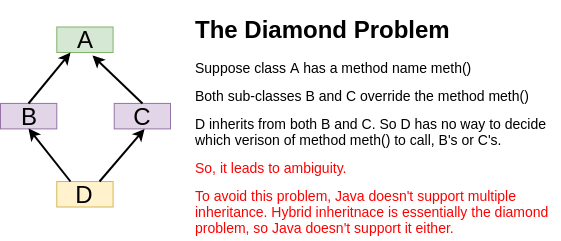 A
B
C
D
The Diamond Problem
Suppose class A has a method name meth()
Both sub-classes B and C override the method meth()
D inherits from both B and C. So D has no way to decide
which verison of method meth() to call, B's or C's.
So, it leads to ambiguity.
To avoid this problem, Java doesn't support multiple
inheritance. Hybrid inheritnace is essentially the diamond
problem, so Java doesn't support it either.